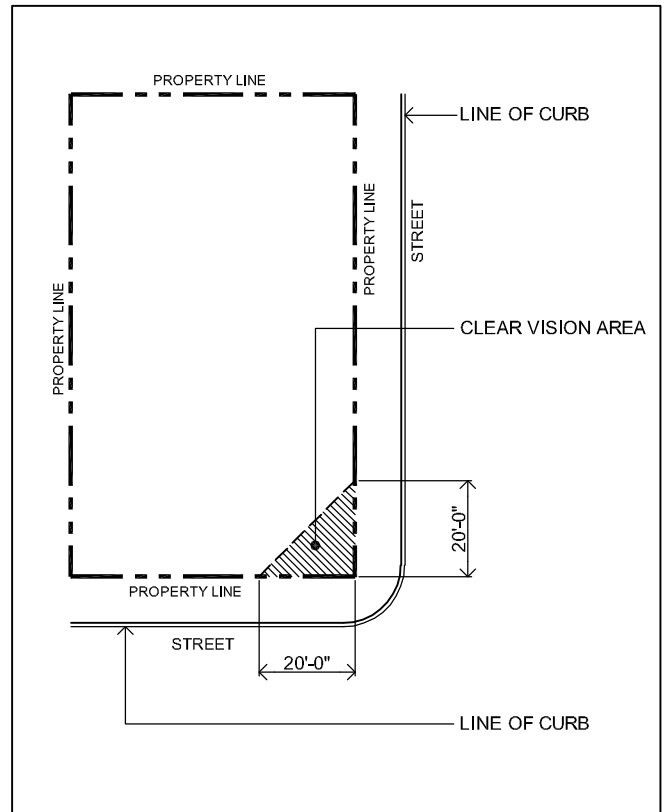 PROPERTY LINE
LINE OF CURB
PROPERTY LINE
STREET
CLEAR VISION AREA
PROPERTY LINE
20'-0"
PROPERTY LINE
STREET
20'-0"
LINE OF CURB